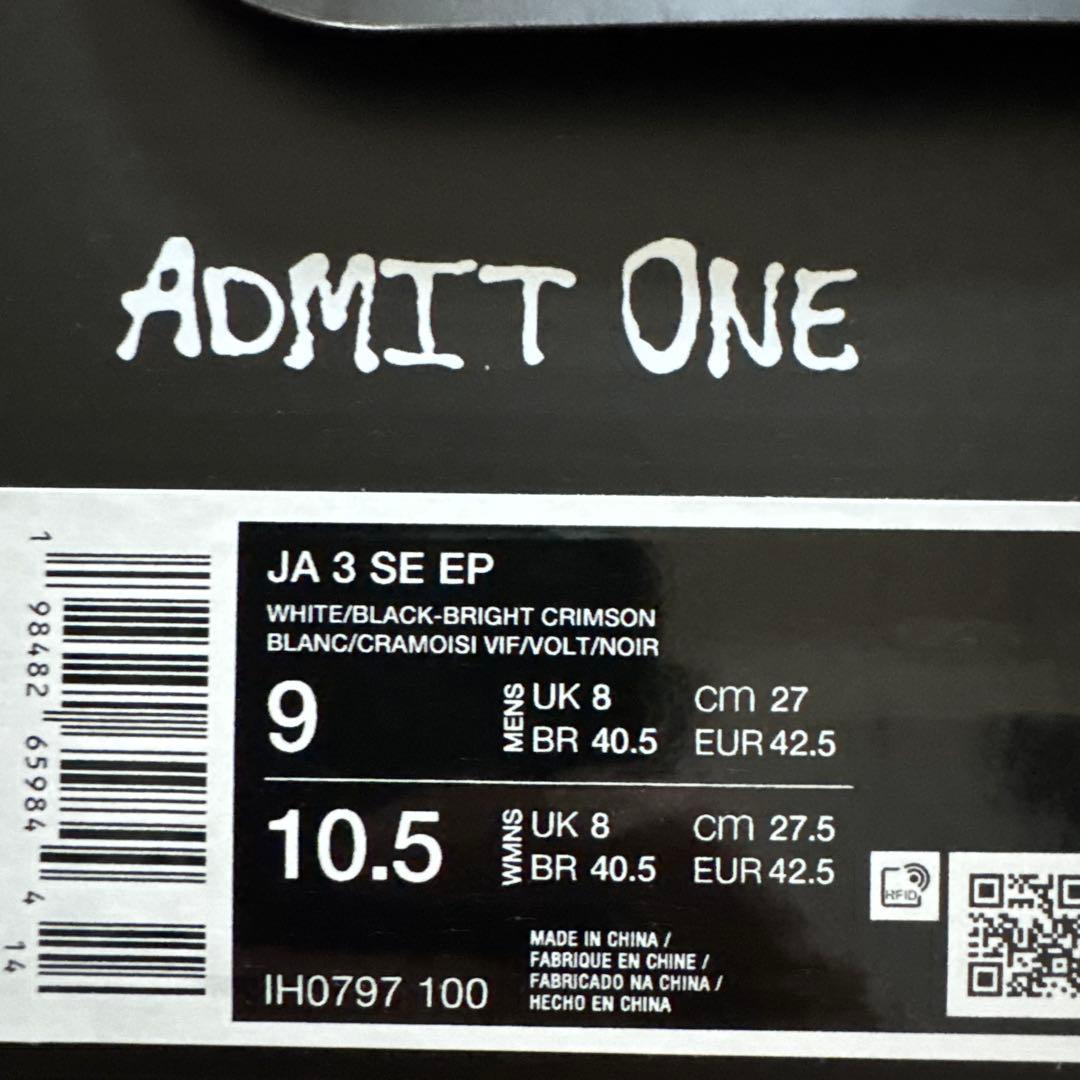 ADMIT ONE
JA 3 SE EP
WHITE/BLACK-BRIGHT CRIMSON
BLANC/CRAMOISI VIF/VOLT/NOIR
9 MENS UK 8 CM 27
BR 40.5 EUR 42.5
10.5 WMNS UK 8 CM 27.5
BR 40.5 EUR 42.5
RFID
MADE IN CHINA /
FABRIQUE EN CHINE /
FABRICADO NA CHINA /
HECHO EN CHINA
IH0797 100
1 98482 65984 4 14